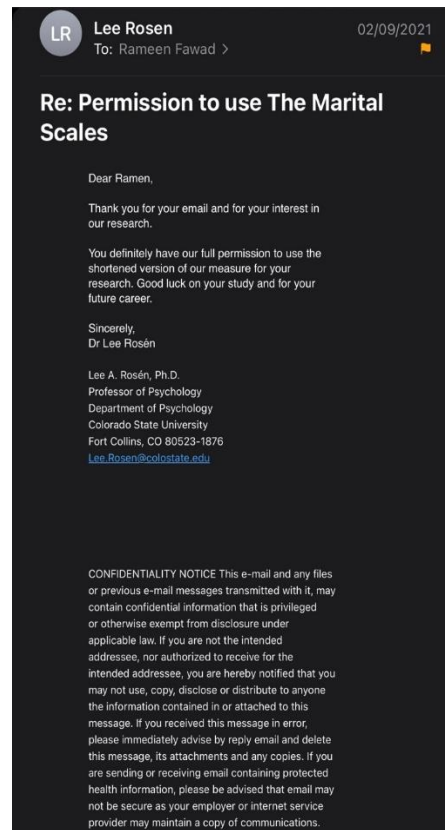 LR
Lee Rosen
02/09/2021
To: Rameen Fawad >
Re: Permission to use The Marital
Scales
Dear Ramen,
Thank you for your email and for your interest in
our research.
You definitely have our full permission to use the
shortened version of our measure for your
research. Good luck on your study and for your
future career.
Sincerely,
Dr Lee Rosén
Lee A. Rosén, Ph.D.
Professor of Psychology
Department of Psychology
Colorado State University
Fort Collins, CO 80523-1876
Lee.Rosen@colostate.edu
CONFIDENTIALITY NOTICE This e-mail and any files
or previous e-mail messages transmitted with it, may
contain confidential information that is privileged
or otherwise exempt from disclosure under
applicable law. If you are not the intended
addressee, nor authorized to receive for the
intended addressee, you are hereby notified that you
may not use, copy, disclose or distribute to anyone
the information contained in or attached to this
message. If you received this message in error,
please immediately advise by reply email and delete
this message, its attachments and any copies. If you
are sending or receiving email containing protected
health information, please be advised that email may
not be secure as your employer or internet service
provider may maintain a copy of communications.